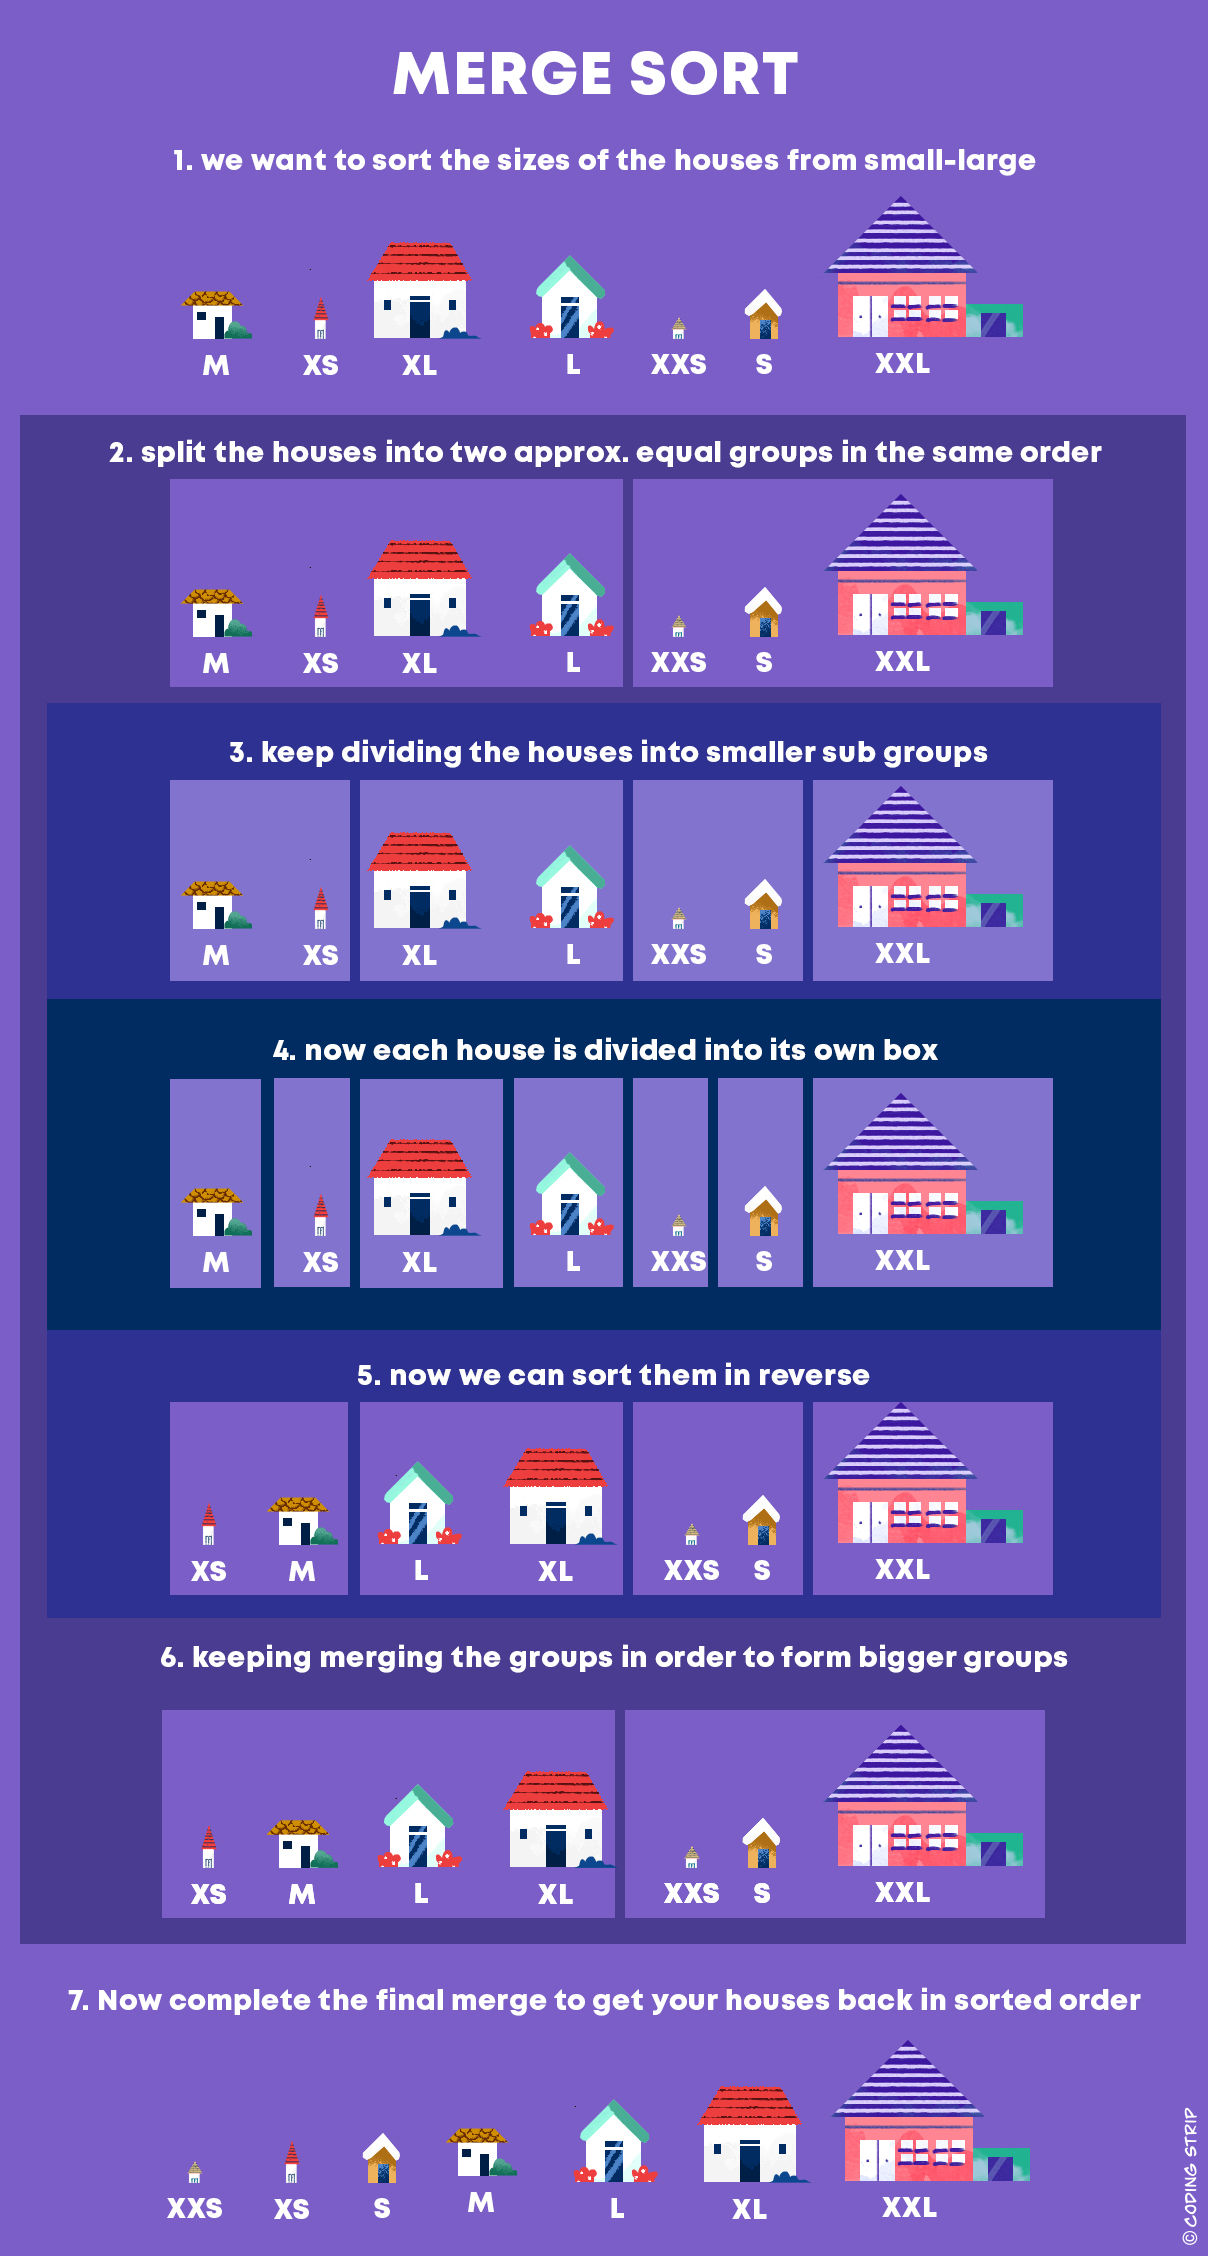 MERGE SORT
1. we want to sort the sizes of the houses from small-large
M XS XL L XXS S XXL
2. split the houses into two approx. equal groups in the same order
M XS XL L XXS S XXL
3. keep dividing the houses into smaller sub groups
M XS XL L XXS S XXL
4. now each house is divided into its own box
M XS XL L XXS S XXL
5. now we can sort them in reverse
XS M L XL XXS S XXL
6. keeping merging the groups in order to form bigger groups
XS M L XL XXS S XXL
7. Now complete the final merge to get your houses back in sorted order
XXS XS S M L XL XXL
© CODING STRIP